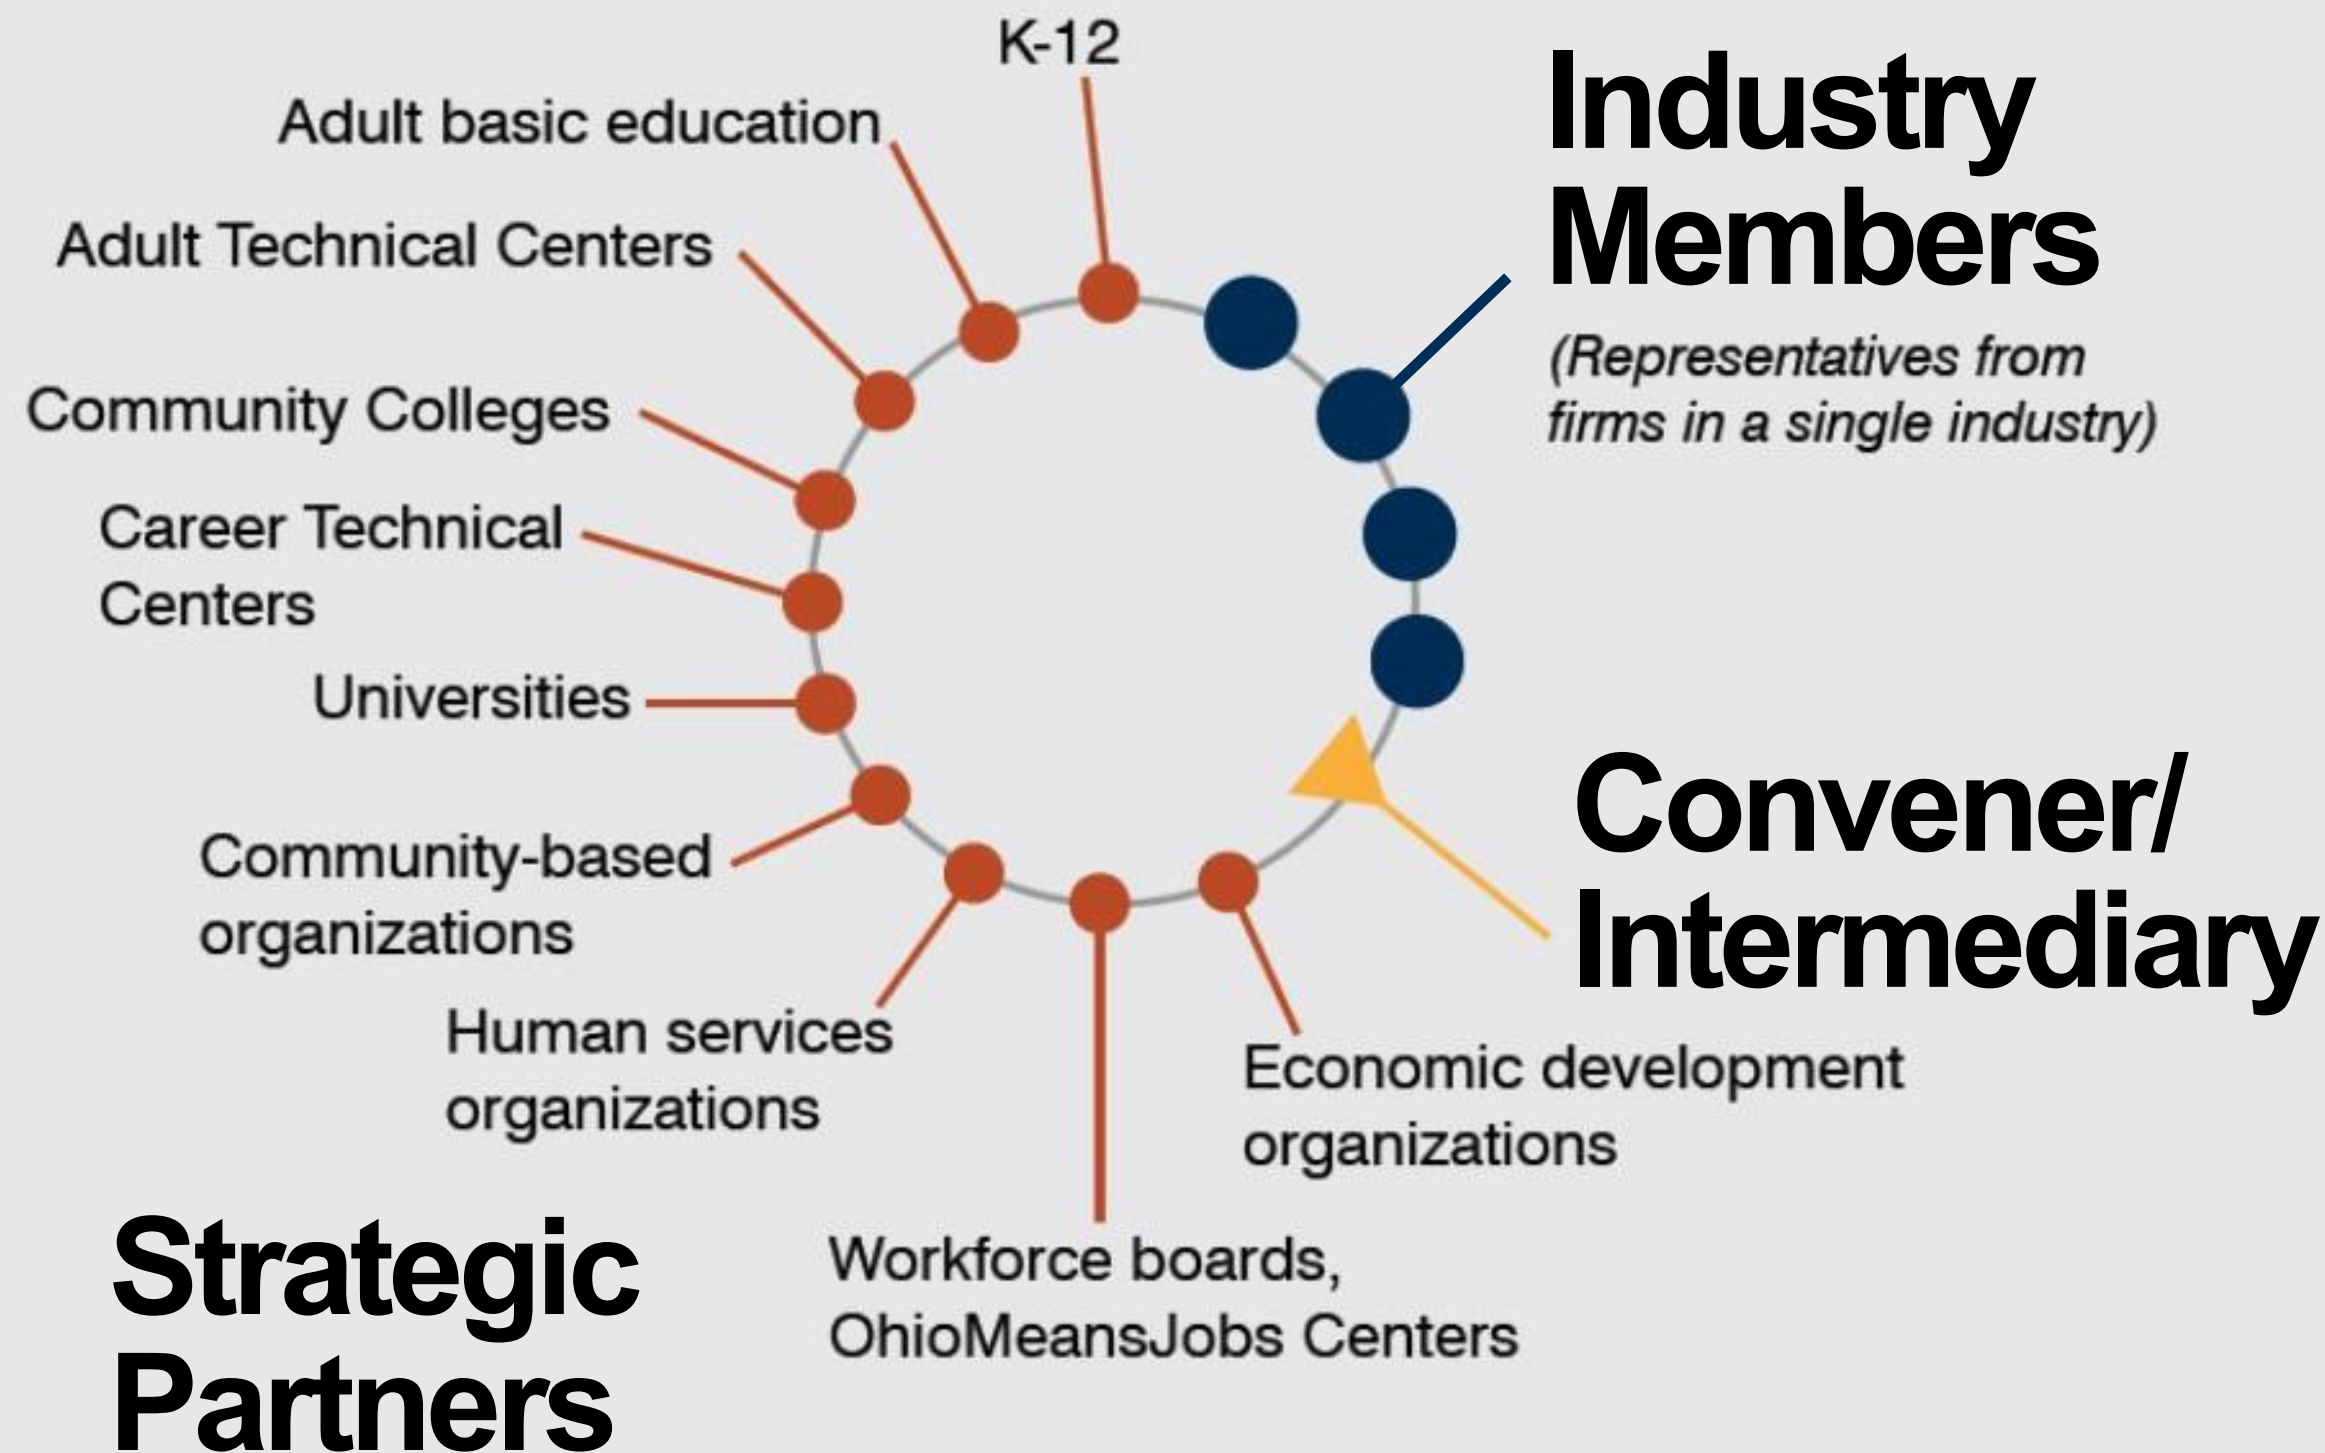 K-12
Adult basic education
Adult Technical Centers
Community Colleges
Career Technical
Centers
Universities
Community-based
organizations
Human services
organizations
Workforce boards,
OhioMeansJobs Centers
Economic development
organizations
Industry
Members
(Representatives from
firms in a single industry)
Convener/
Intermediary
Strategic
Partners